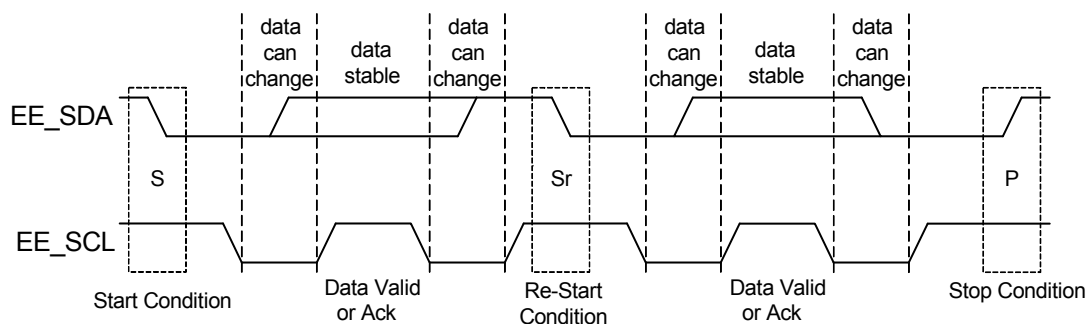 data
can
change
data
stable
data
can
change
data
can
change
data
stable
data
can
change
EE_SDA
S
Sr
P
EE_SCL
Start Condition
Data Valid
or Ack
Re-Start
Condition
Data Valid
or Ack
Stop Condition